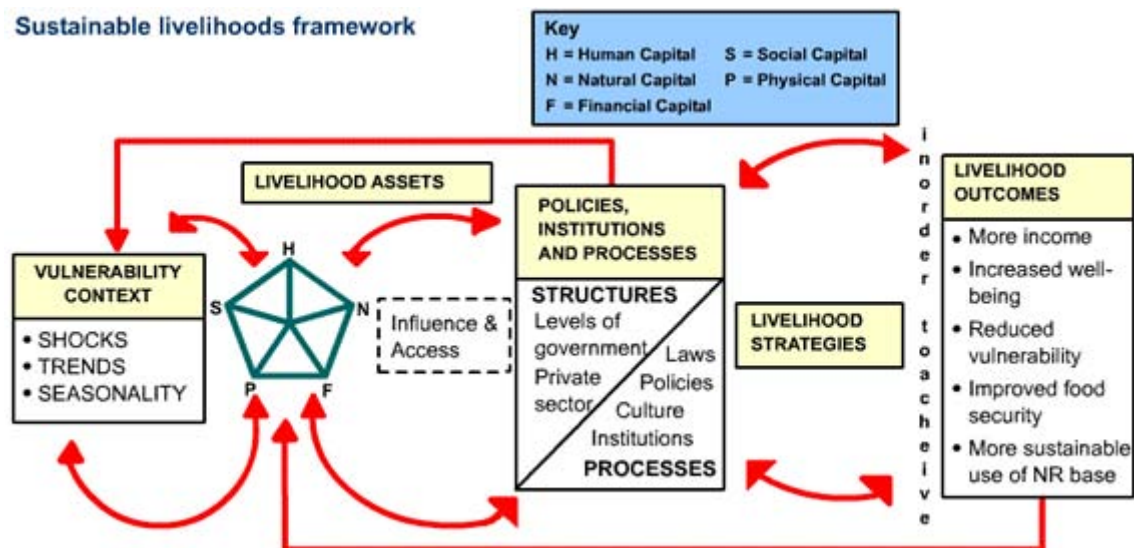 Sustainable livelihoods framework
Key
H = Human Capital S = Social Capital
N = Natural Capital P = Physical Capital
F = Financial Capital
LIVELIHOOD ASSETS
VULNERABILITY
CONTEXT
• SHOCKS
• TRENDS
• SEASONALITY
H
S
N
P
F
Influence &
Access
POLICIES,
INSTITUTIONS
AND PROCESSES
STRUCTURES
Levels of
government
Private
sector
Laws
Policies
Culture
Institutions
PROCESSES
LIVELIHOOD
STRATEGIES
inorder toacheive
LIVELIHOOD
OUTCOMES
• More income
• Increased well-
being
• Reduced
vulnerability
• Improved food
security
• More sustainable
use of NR base